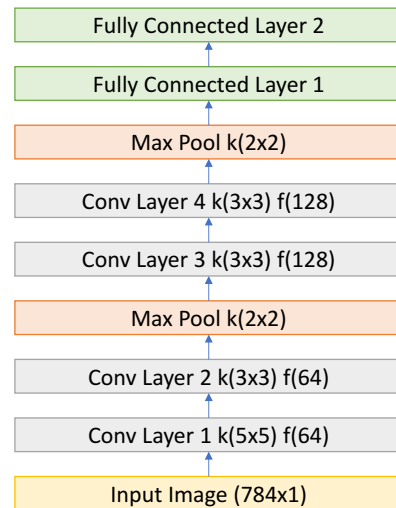 Fully Connected Layer 2
Fully Connected Layer 1
Max Pool k(2x2)
Conv Layer 4 k(3x3) f(128)
Conv Layer 3 k(3x3) f(128)
Max Pool k(2x2)
Conv Layer 2 k(3x3) f(64)
Conv Layer 1 k(5x5) f(64)
Input Image (784x1)